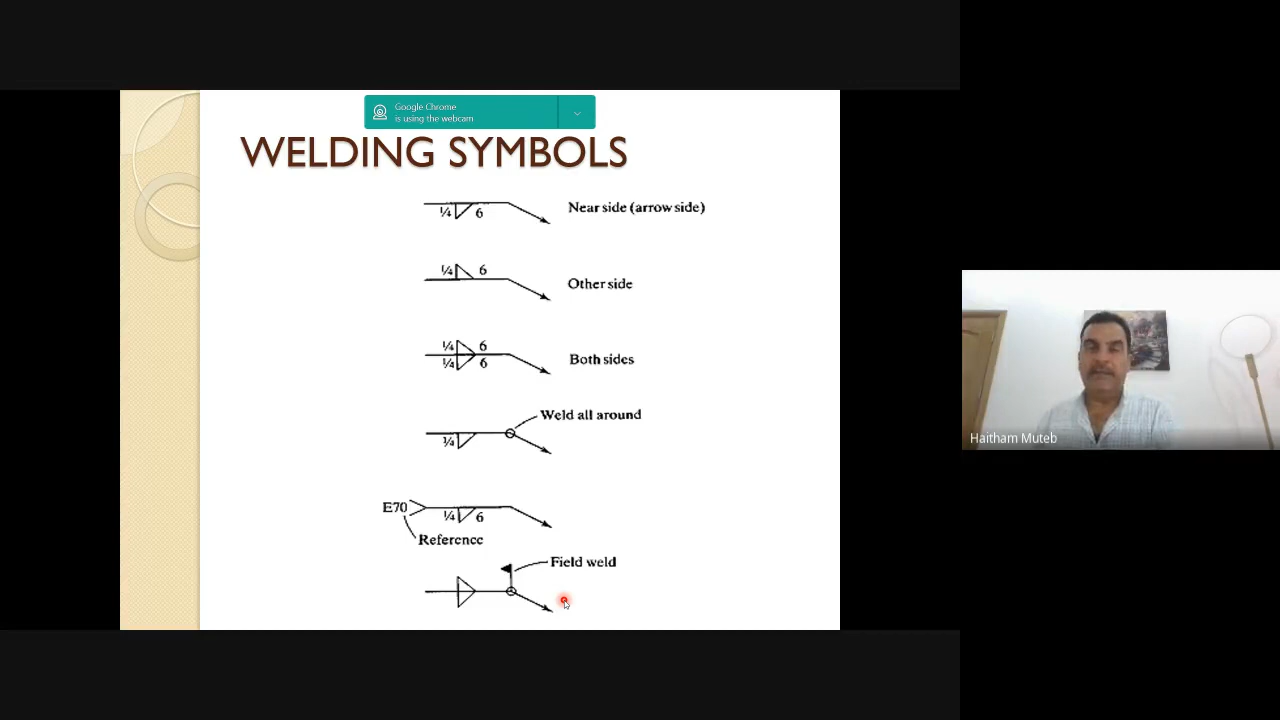 Google Chrome
is using the webcam
WELDING SYMBOLS
¼ 6 Near side (arrow side)
¼ 6
Other side
¼ 6
¼ 6
Both sides
Weld all around
¼
Haitham Muteb
E70 ¼ 6
Reference
Field weld